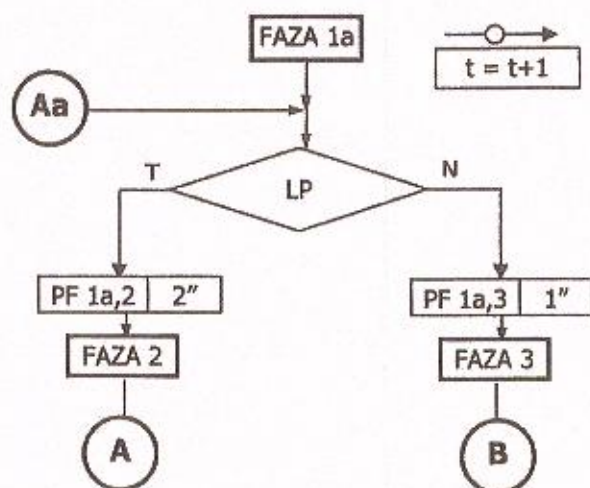 FAZA 1a
t = t+1
Aa
T
LP
N
PF 1a,2 2”
PF 1a,3 1”
FAZA 2
FAZA 3
A
B